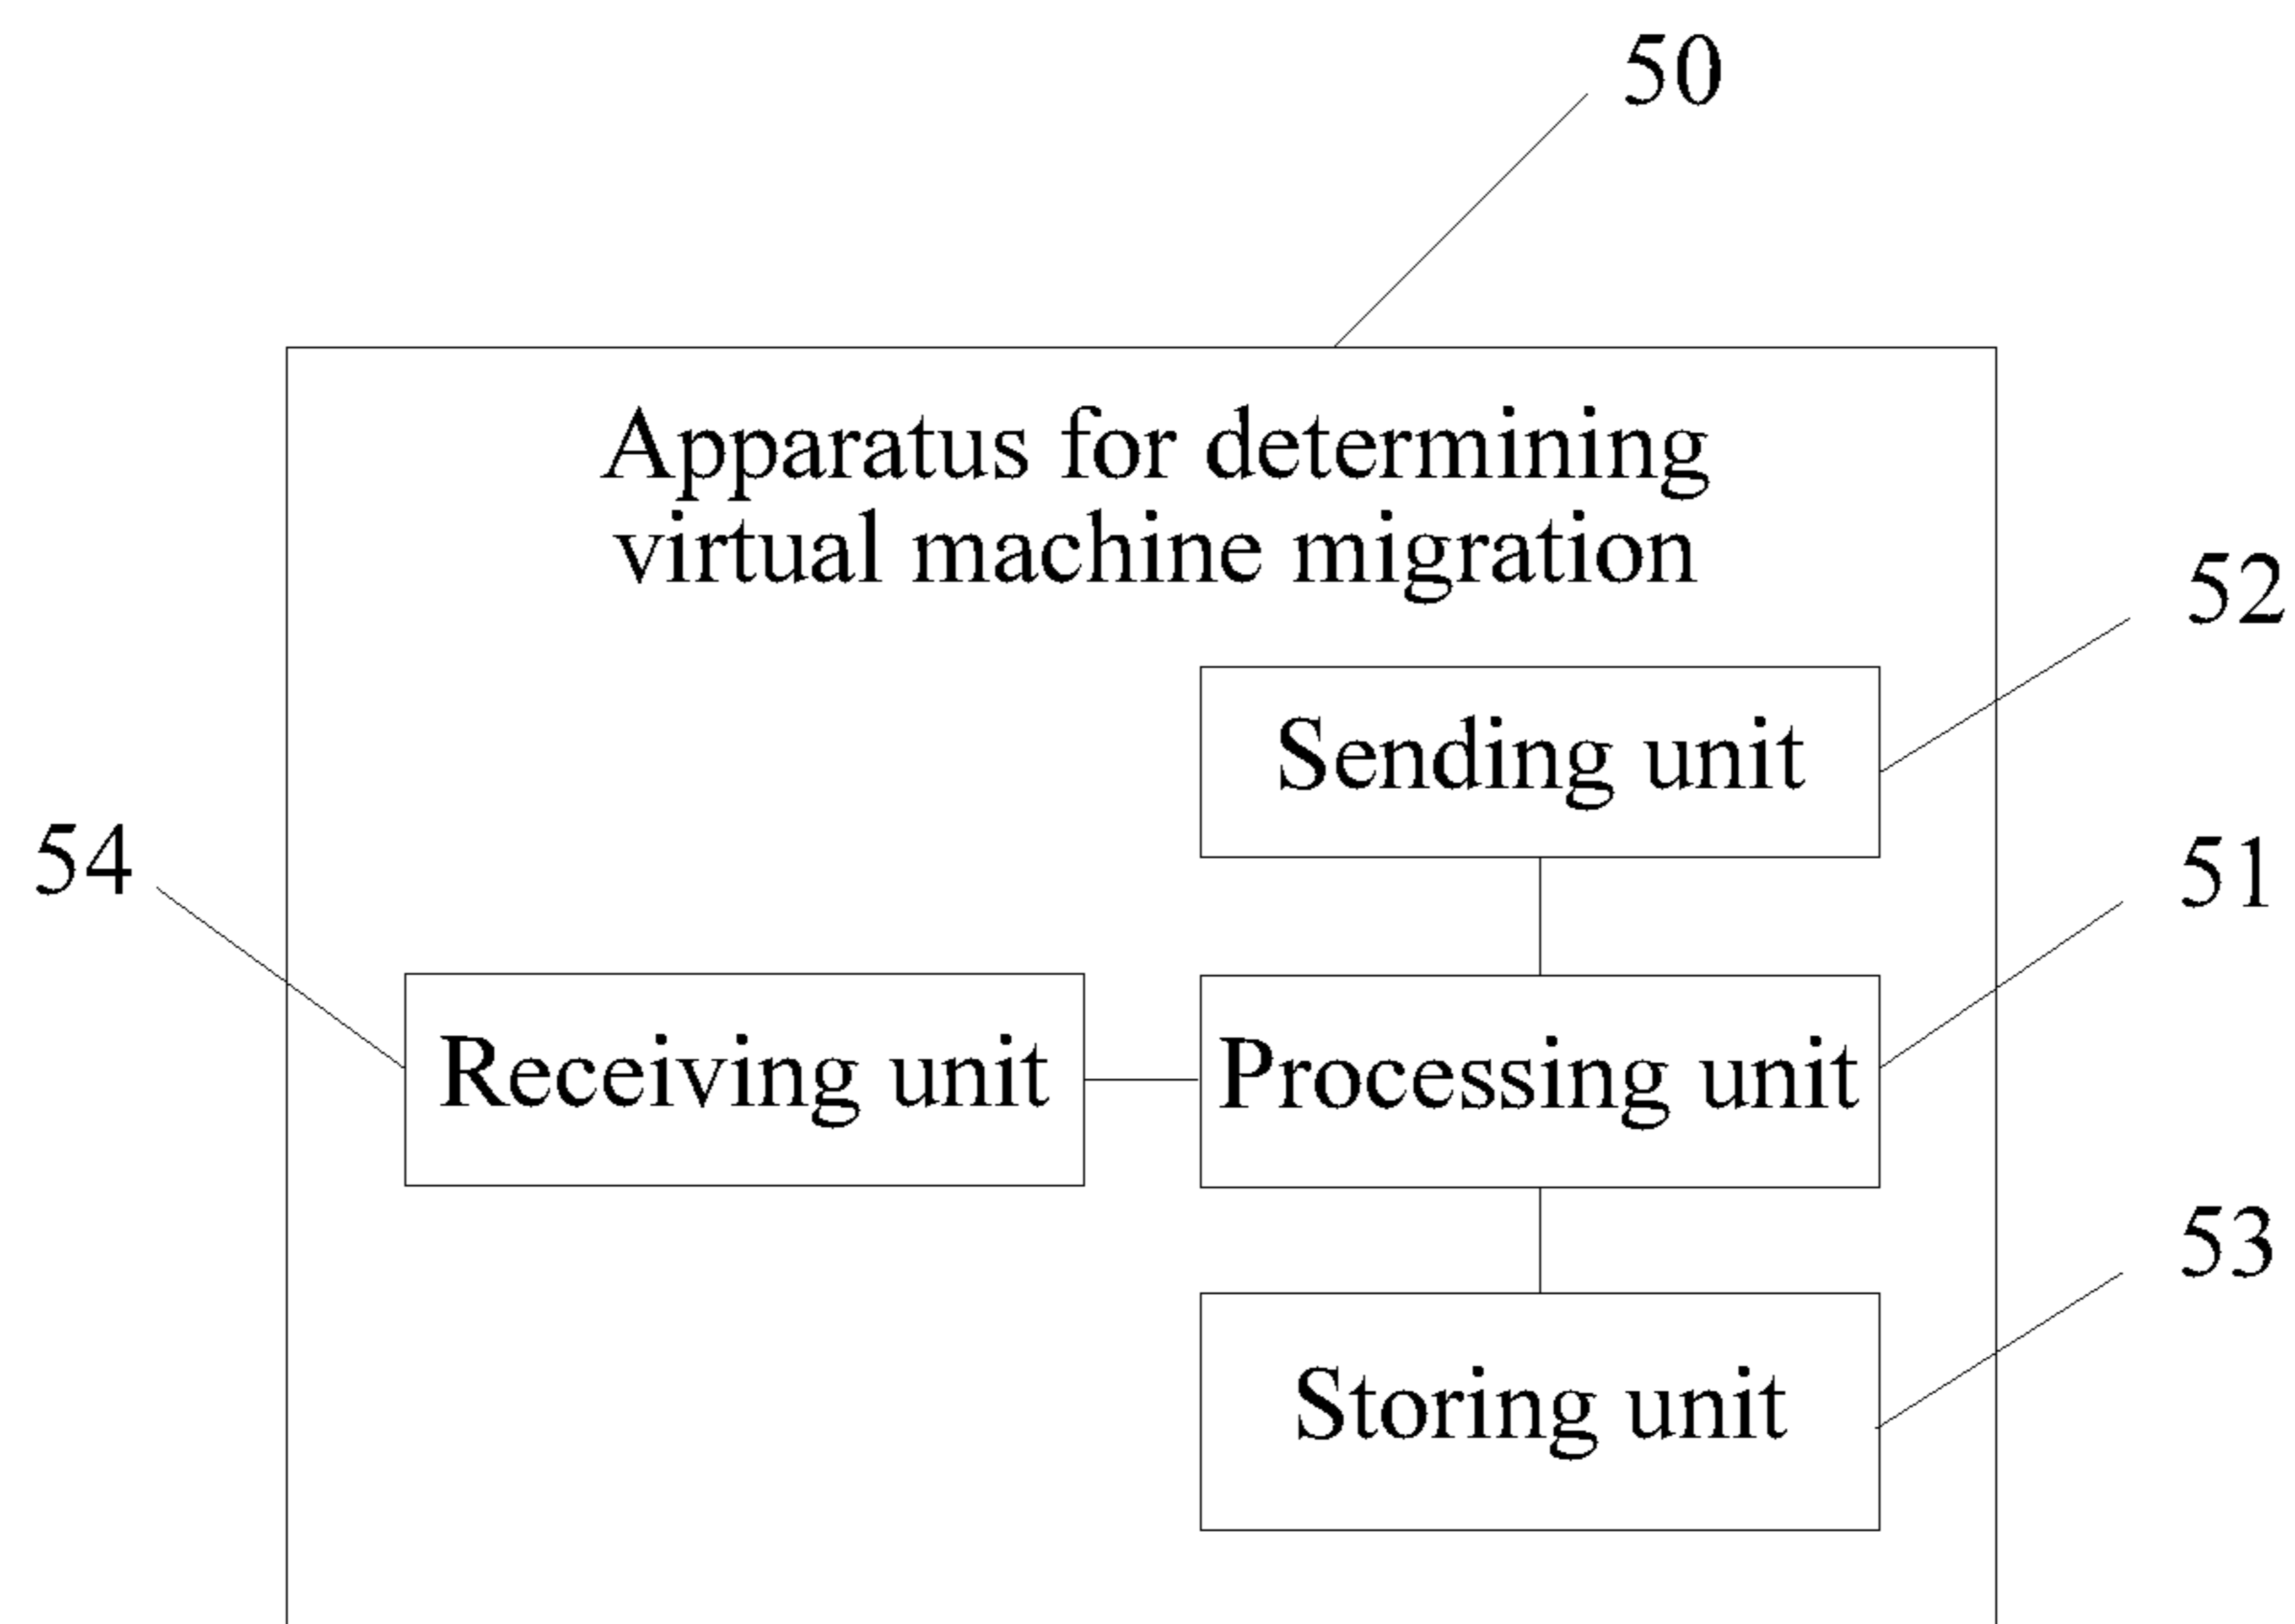 50
Apparatus for determining
virtual machine migration
52
Sending unit
54
51
Receiving unit
Processing unit
53
Storing unit